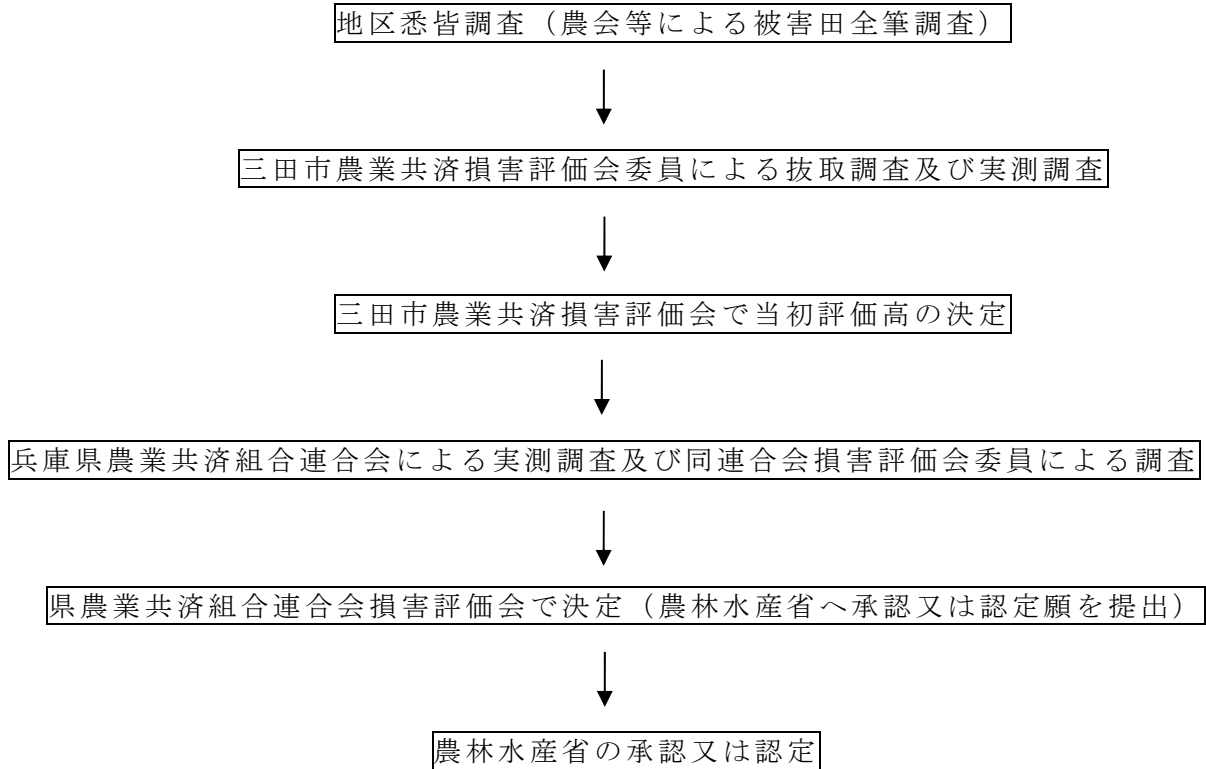 地区悉皆調査（農会等による被害田全筆調査）
三田市農業共済損害評価会委員による抜取調査及び実測調査
三田市農業共済損害評価会で当初評価高の決定
兵庫県農業共済組合連合会による実測調査及び同連合会損害評価会委員による調査
県農業共済組合連合会損害評価会で決定（農林水産省へ承認又は認定願を提出）
農林水産省の承認又は認定